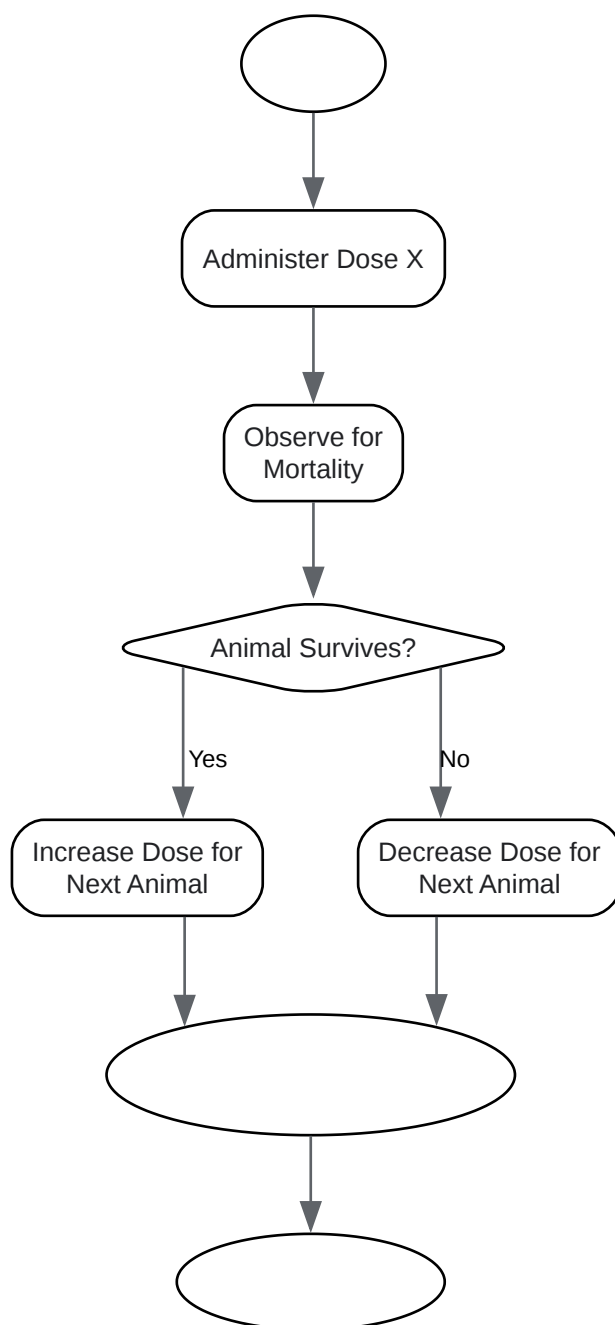 Administer Dose X
Observe for
Mortality
Animal Survives?
Yes
No
Increase Dose for
Next Animal
Decrease Dose for
Next Animal